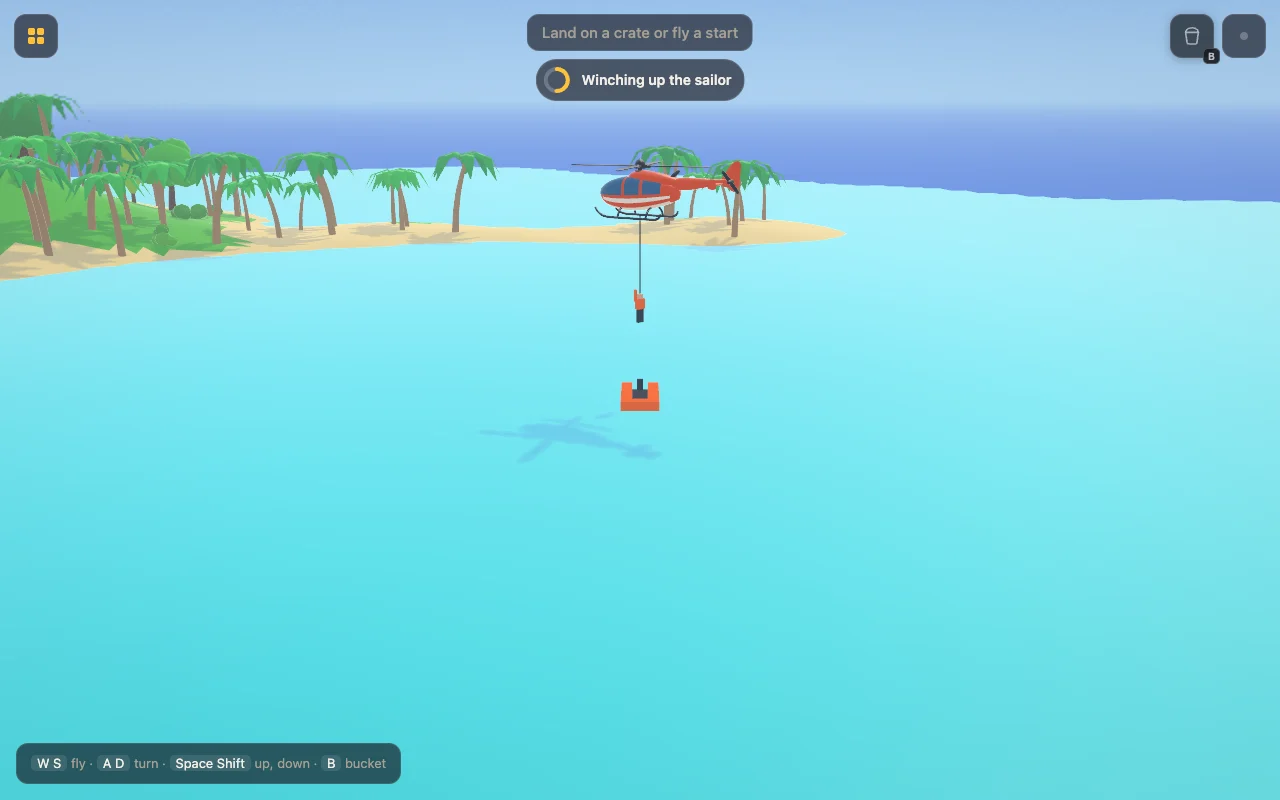 Land on a crate or fly a start
Winching up the sailor
B
W S fly · A D turn · Space Shift up, down · B bucket